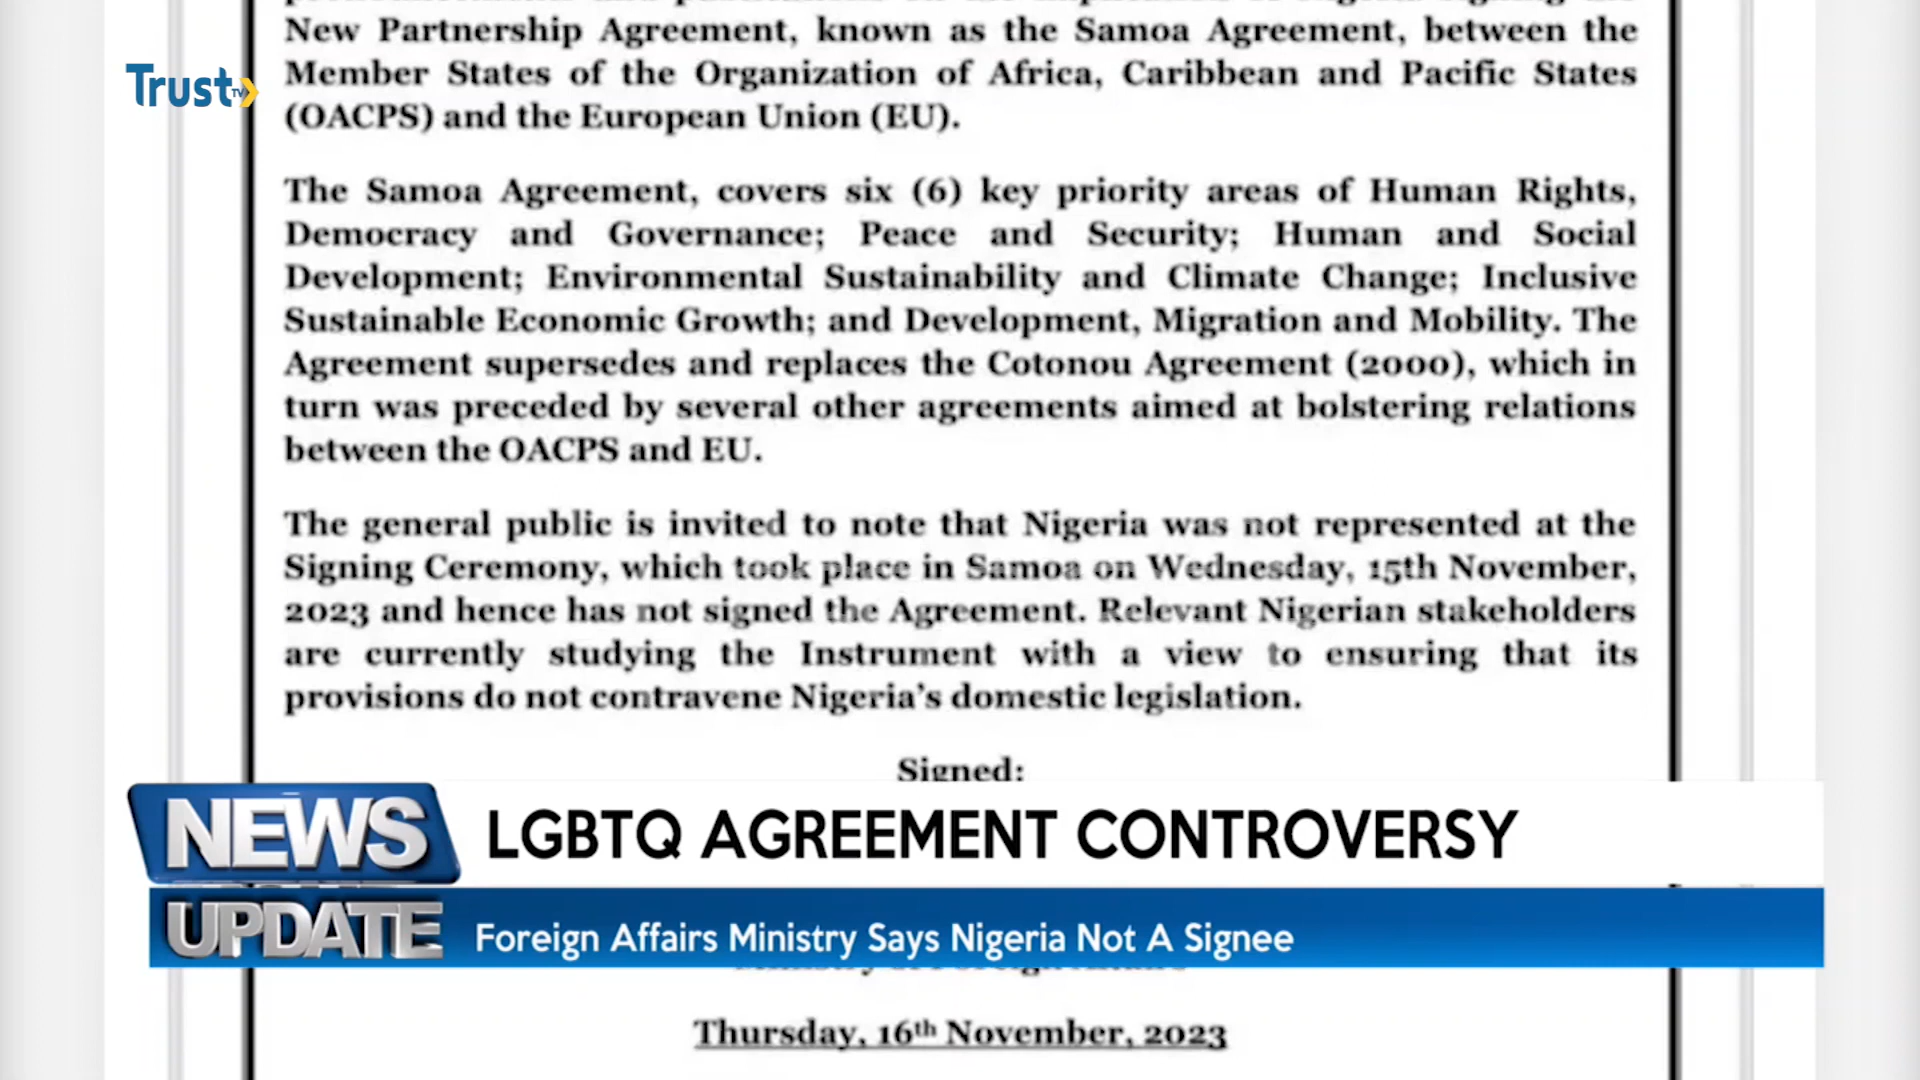 New Partnership Agreement, known as the Samoa Agreement, between the
Trust TV
Member States of the Organization of Africa, Caribbean and Pacific States
(OACPS) and the European Union (EU).
The Samoa Agreement, covers six (6) key priority areas of Human Rights,
Democracy and Governance; Peace and Security; Human and Social
Development; Environmental Sustainability and Climate Change; Inclusive
Sustainable Economic Growth; and Development, Migration and Mobility. The
Agreement supersedes and replaces the Cotonou Agreement (2000), which in
turn was preceded by several other agreements aimed at bolstering relations
between the OACPS and EU.
The general public is invited to note that Nigeria was not represented at the
Signing Ceremony, which took place in Samoa on Wednesday, 15th November,
2023 and hence has not signed the Agreement. Relevant Nigerian stakeholders
are currently studying the Instrument with a view to ensuring that its
provisions do not contravene Nigeria's domestic legislation.
Signed:
NEWS
LGBTQ AGREEMENT CONTROVERSY
UPDATE
Foreign Affairs Ministry Says Nigeria Not A Signee
Thursday, 16th November, 2023